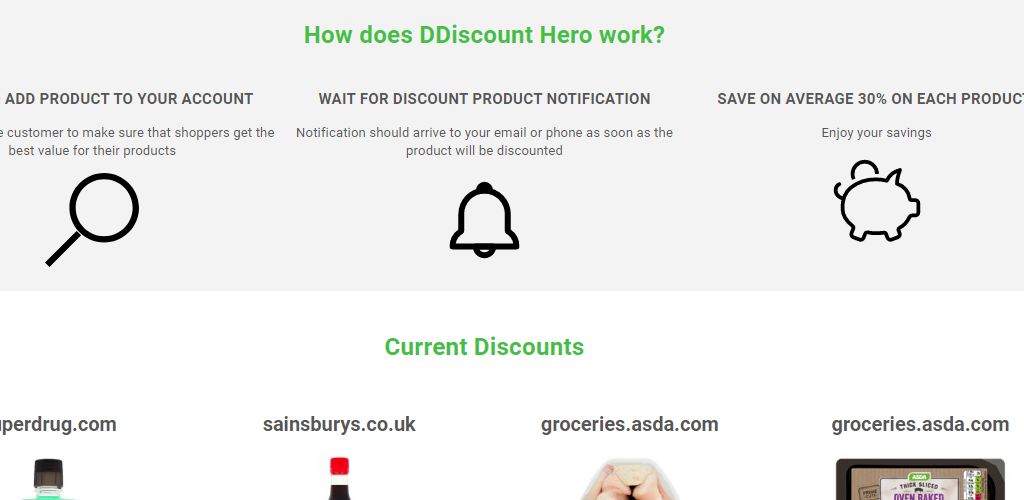 How does DDiscount Hero work?
ADD PRODUCT TO YOUR ACCOUNT
customer to make sure that shoppers get the
best value for their products
WAIT FOR DISCOUNT PRODUCT NOTIFICATION
Notification should arrive to your email or phone as soon as the
product will be discounted
SAVE ON AVERAGE 30% ON EACH PRODUCT
Enjoy your savings
Current Discounts
perdrug.com
sainsburys.co.uk
groceries.asda.com
groceries.asda.com
ASDA
THICK SLICED
OVEN BAKED